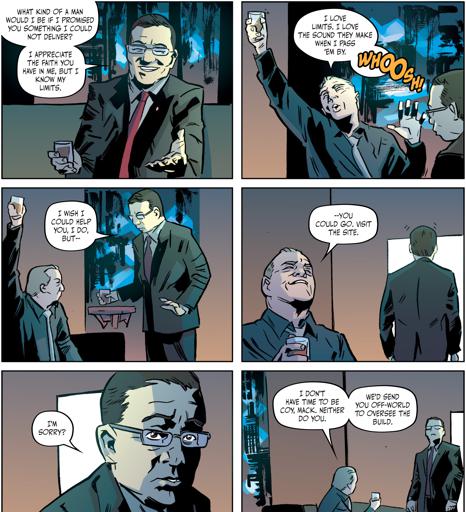 WHAT KIND OF A MAN
WOULD I BE IF I PROMISED
YOU SOMETHING I COULD
NOT DELIVER?
I APPRECIATE
THE FAITH YOU
HAVE IN ME, BUT I
KNOW MY
LIMITS.
I LOVE
LIMITS, I LOVE
THE SOUND THEY MAKE
WHEN I PASS
'EM BY.
WHOOSH!
I WISH I
COULD HELP
YOU, I DO,
BUT--
--YOU
COULD GO. VISIT
THE SITE.
I'M
SORRY?
I DON'T
HAVE TIME TO BE
COY, MACK. NEITHER
DO YOU.
WE'D SEND
YOU OFF-WORLD
TO OVERSEE THE
BUILD.